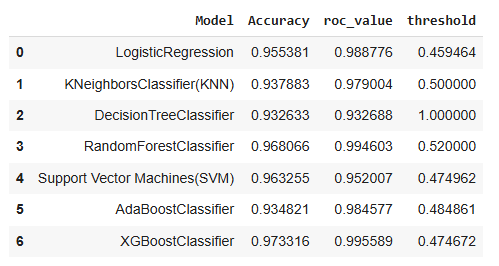 Model Accuracy roc_value threshold
0 LogisticRegression 0.955381 0.988776 0.459464
1 KNeighborsClassifier(KNN) 0.937883 0.979004 0.500000
2 DecisionTreeClassifier 0.932633 0.932688 1.000000
3 RandomForestClassifier 0.968066 0.994603 0.520000
4 Support Vector Machines(SVM) 0.963255 0.952007 0.474962
5 AdaBoostClassifier 0.934821 0.984577 0.484861
6 XGBoostClassifier 0.973316 0.995589 0.474672